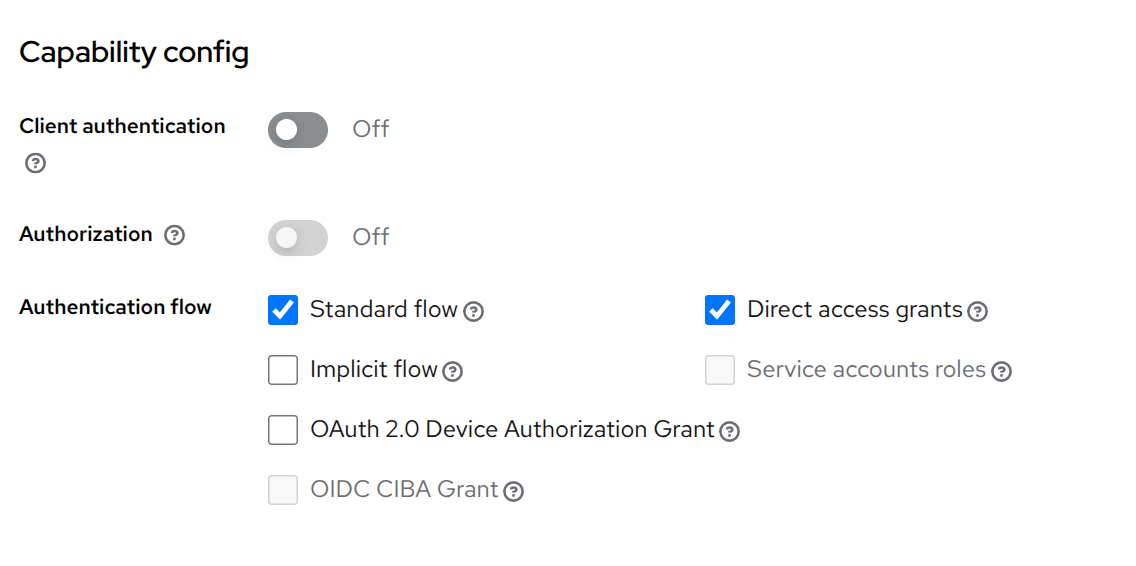 Capability config
Client authentication
Off
Authorization
Off
Authentication flow
Standard flow
Direct access grants
Implicit flow
Service accounts roles
OAuth 2.0 Device Authorization Grant
OIDC CIBA Grant